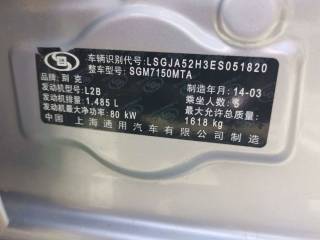 车辆识别代号: LSGJA52H3ES051820
整车型号: SGM7150MTA
品牌: 别克 制造年月: 14-03
发动机型号: L2B 乘坐人数: 5
发动机排量: 1.485 L 最大允许总质量:
发动机最大净功率: 80 kW 1618 kg
中国 上海通用汽车有限公司制造